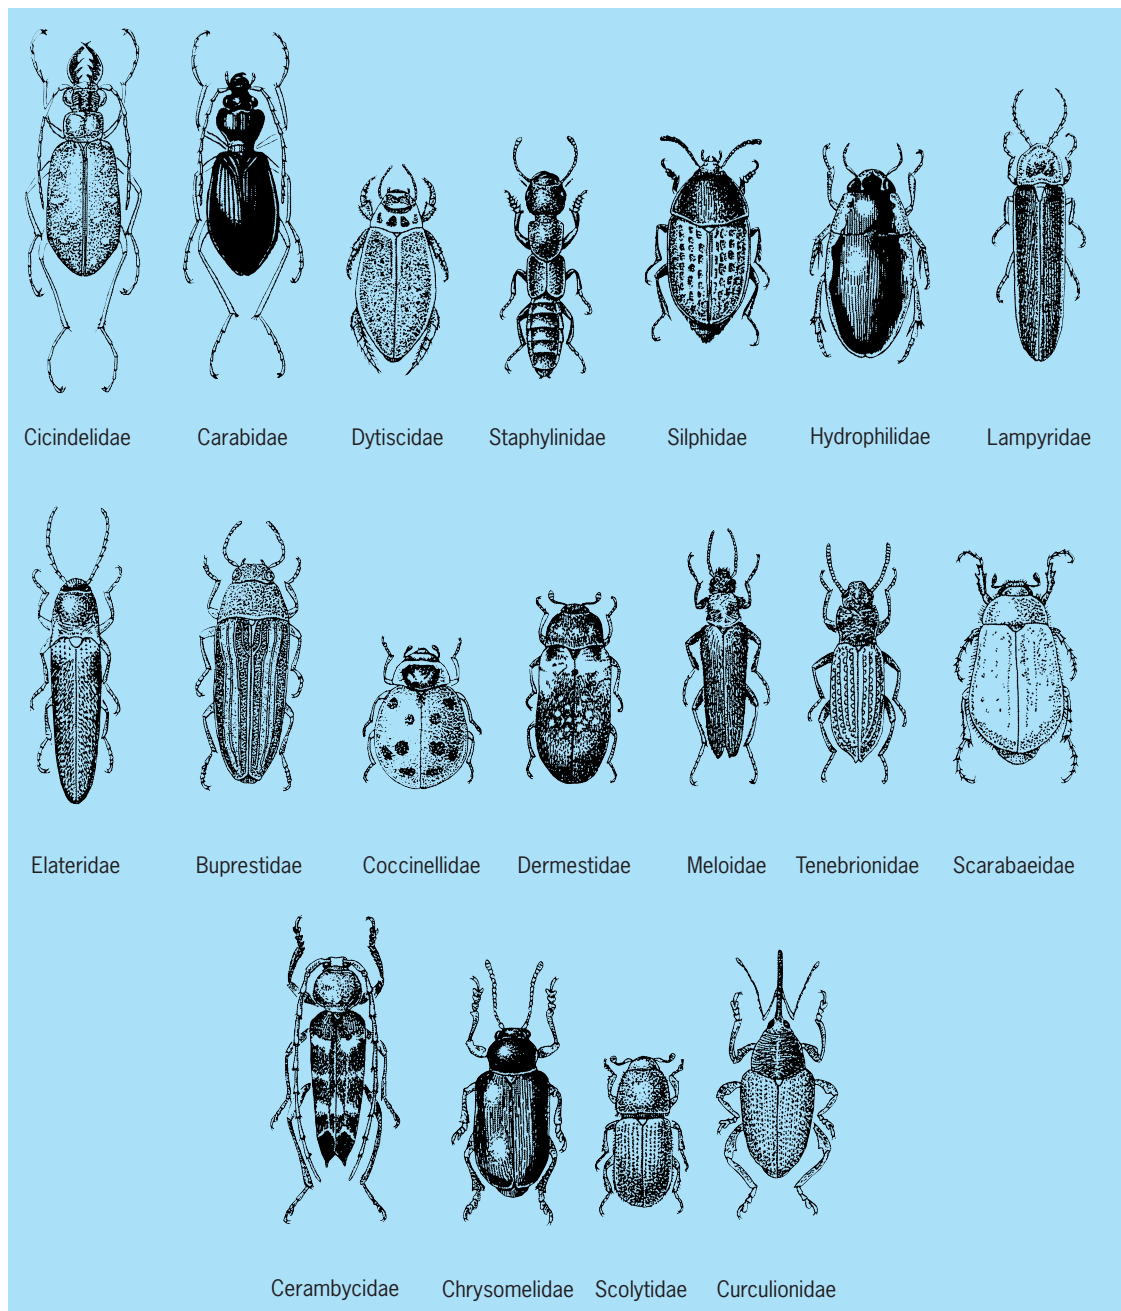 Cicindelidae Carabidae Dytiscidae Staphylinidae Silphidae Hydrophilidae Lampyridae
Elateridae Buprestidae Coccinellidae Dermestidae Meloidae Tenebrionidae Scarabaeidae
Cerambycidae Chrysomelidae Scolytidae Curculionidae